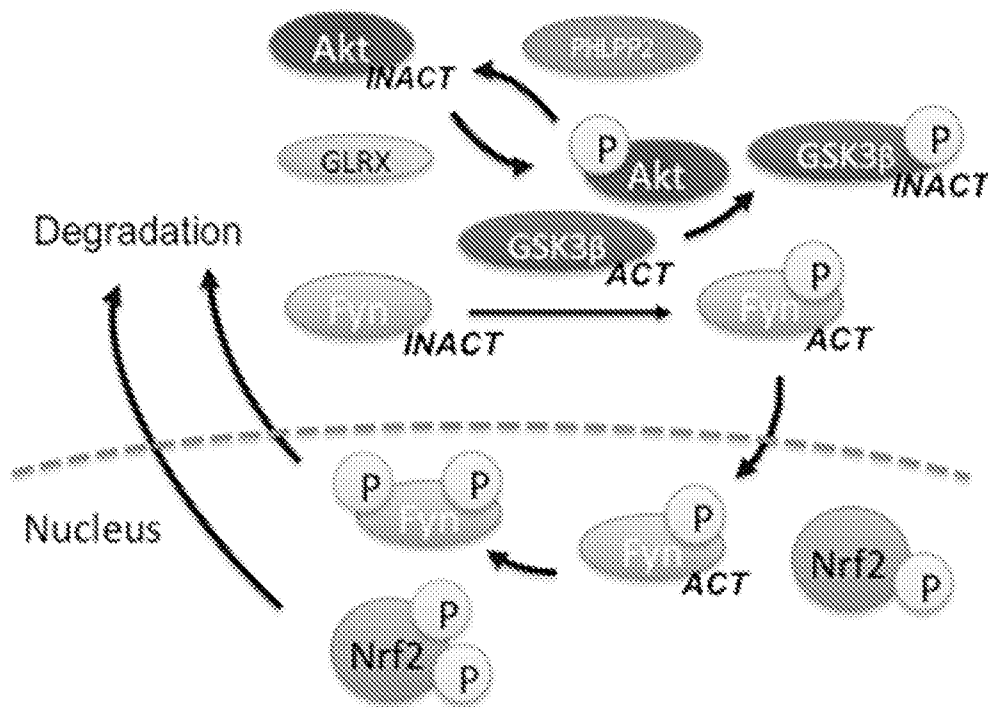 Akt
INACT
PHLPP2
GLRX
P
Akt
GSK3β
P
INACT
Degradation
GSK3β
ACT
Fyn
INACT
P
Fyn
ACT
Nucleus
P
P
Fyn
P
Fyn
ACT
Nrf2
P
Nrf2
P
P